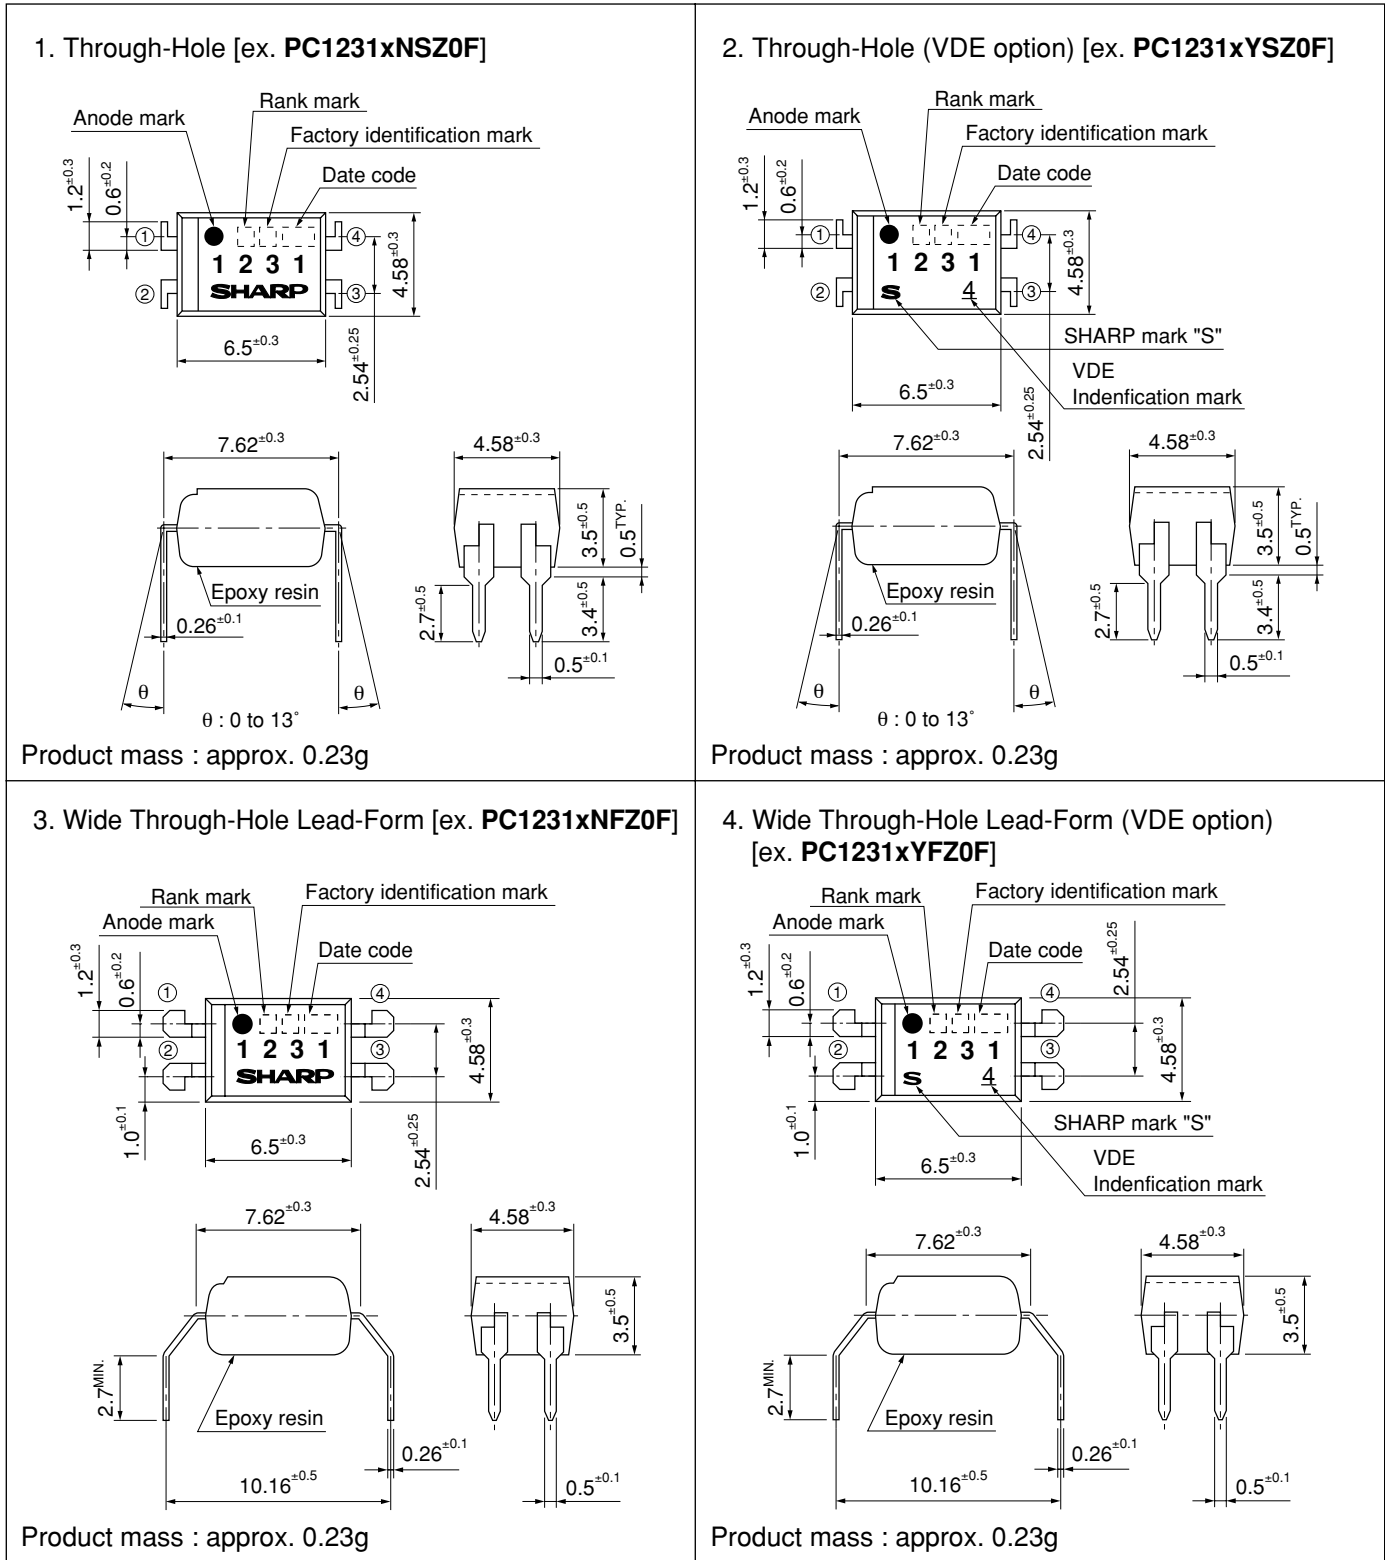 1. Through-Hole [ex. PC1231xNSZ0F]
Rank mark
Anode mark
Factory identification mark
Date code
1.2±0.3
0.6±0.2
① ④
1 2 3 1
② SHARP ③
4.58±0.3
6.5±0.3
2.54±0.25
7.62±0.3
4.58±0.3
3.5±0.5
0.5TYP.
Epoxy resin
2.7±0.5
3.4±0.5
0.26±0.1
0.5±0.1
θ θ
θ : 0 to 13˚
Product mass : approx. 0.23g
2. Through-Hole (VDE option) [ex. PC1231xYSZ0F]
Rank mark
Anode mark
Factory identification mark
Date code
1.2±0.3
0.6±0.2
① ④
1 2 3 1
② S 4 ③
4.58±0.3
SHARP mark "S"
VDE
Indenfication mark
6.5±0.3
2.54±0.25
7.62±0.3
4.58±0.3
3.5±0.5
0.5TYP.
Epoxy resin
2.7±0.5
3.4±0.5
0.26±0.1
0.5±0.1
θ θ
θ : 0 to 13˚
Product mass : approx. 0.23g
3. Wide Through-Hole Lead-Form [ex. PC1231xNFZ0F]
Rank mark
Factory identification mark
Anode mark
Date code
1.2±0.3
0.6±0.2
① ④
② 1 2 3 1 ③
SHARP
4.58±0.3
1.0±0.1
6.5±0.3
2.54±0.25
7.62±0.3
4.58±0.3
3.5±0.5
2.7MIN.
Epoxy resin
0.26±0.1
10.16±0.5
0.5±0.1
Product mass : approx. 0.23g
4. Wide Through-Hole Lead-Form (VDE option)
[ex. PC1231xYFZ0F]
Rank mark
Factory identification mark
Anode mark
Date code
1.2±0.3
0.6±0.2
2.54±0.25
① ④
② 1 2 3 1 ③
S 4
4.58±0.3
1.0±0.1
SHARP mark "S"
6.5±0.3
VDE
Indenfication mark
7.62±0.3
4.58±0.3
3.5±0.5
2.7MIN.
Epoxy resin
0.26±0.1
10.16±0.5
0.5±0.1
Product mass : approx. 0.23g